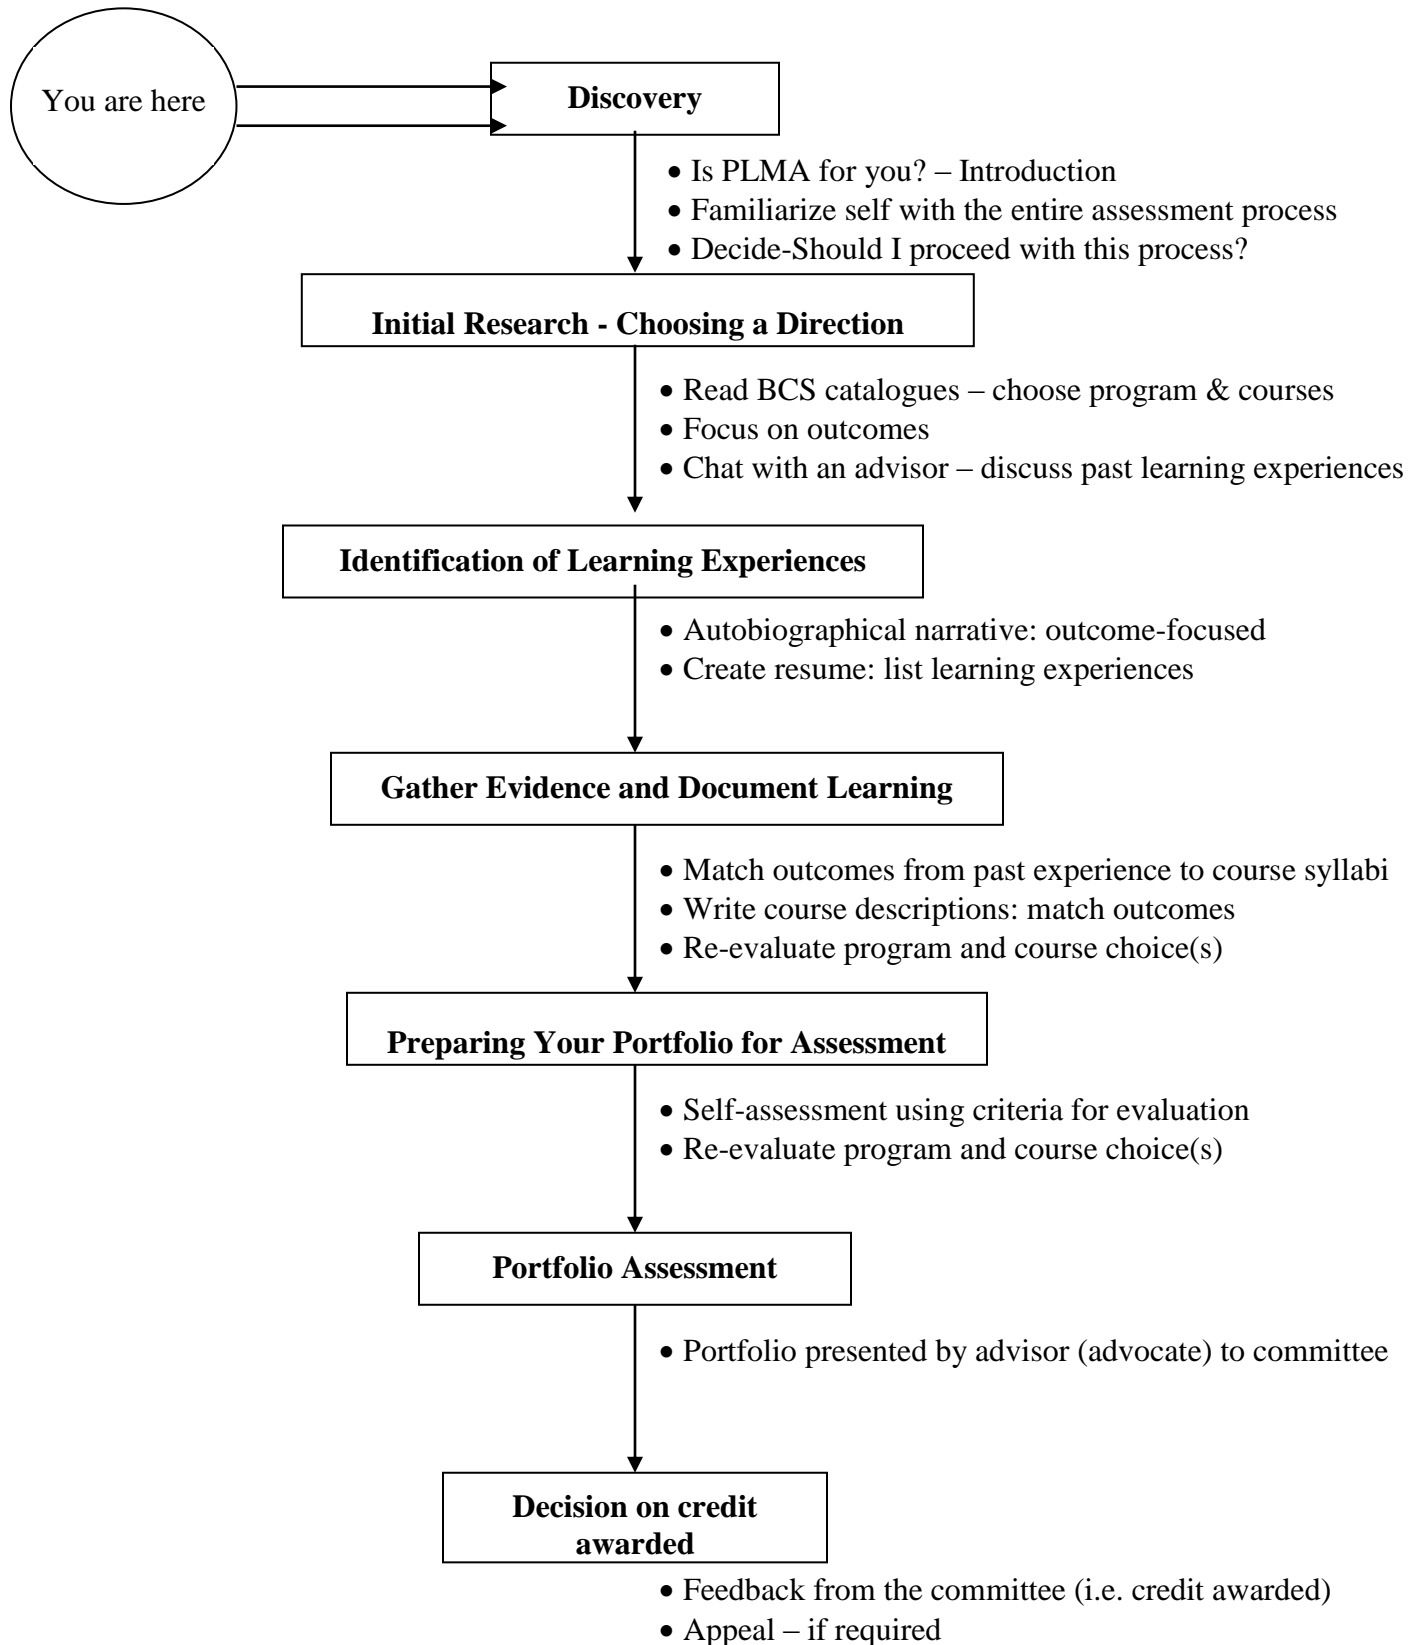 You are here
Discovery
• Is PLMA for you? – Introduction
• Familiarize self with the entire assessment process
• Decide-Should I proceed with this process?
Initial Research - Choosing a Direction
• Read BCS catalogues – choose program & courses
• Focus on outcomes
• Chat with an advisor – discuss past learning experiences
Identification of Learning Experiences
• Autobiographical narrative: outcome-focused
• Create resume: list learning experiences
Gather Evidence and Document Learning
• Match outcomes from past experience to course syllabi
• Write course descriptions: match outcomes
• Re-evaluate program and course choice(s)
Preparing Your Portfolio for Assessment
• Self-assessment using criteria for evaluation
• Re-evaluate program and course choice(s)
Portfolio Assessment
• Portfolio presented by advisor (advocate) to committee
Decision on credit
awarded
• Feedback from the committee (i.e. credit awarded)
• Appeal – if required